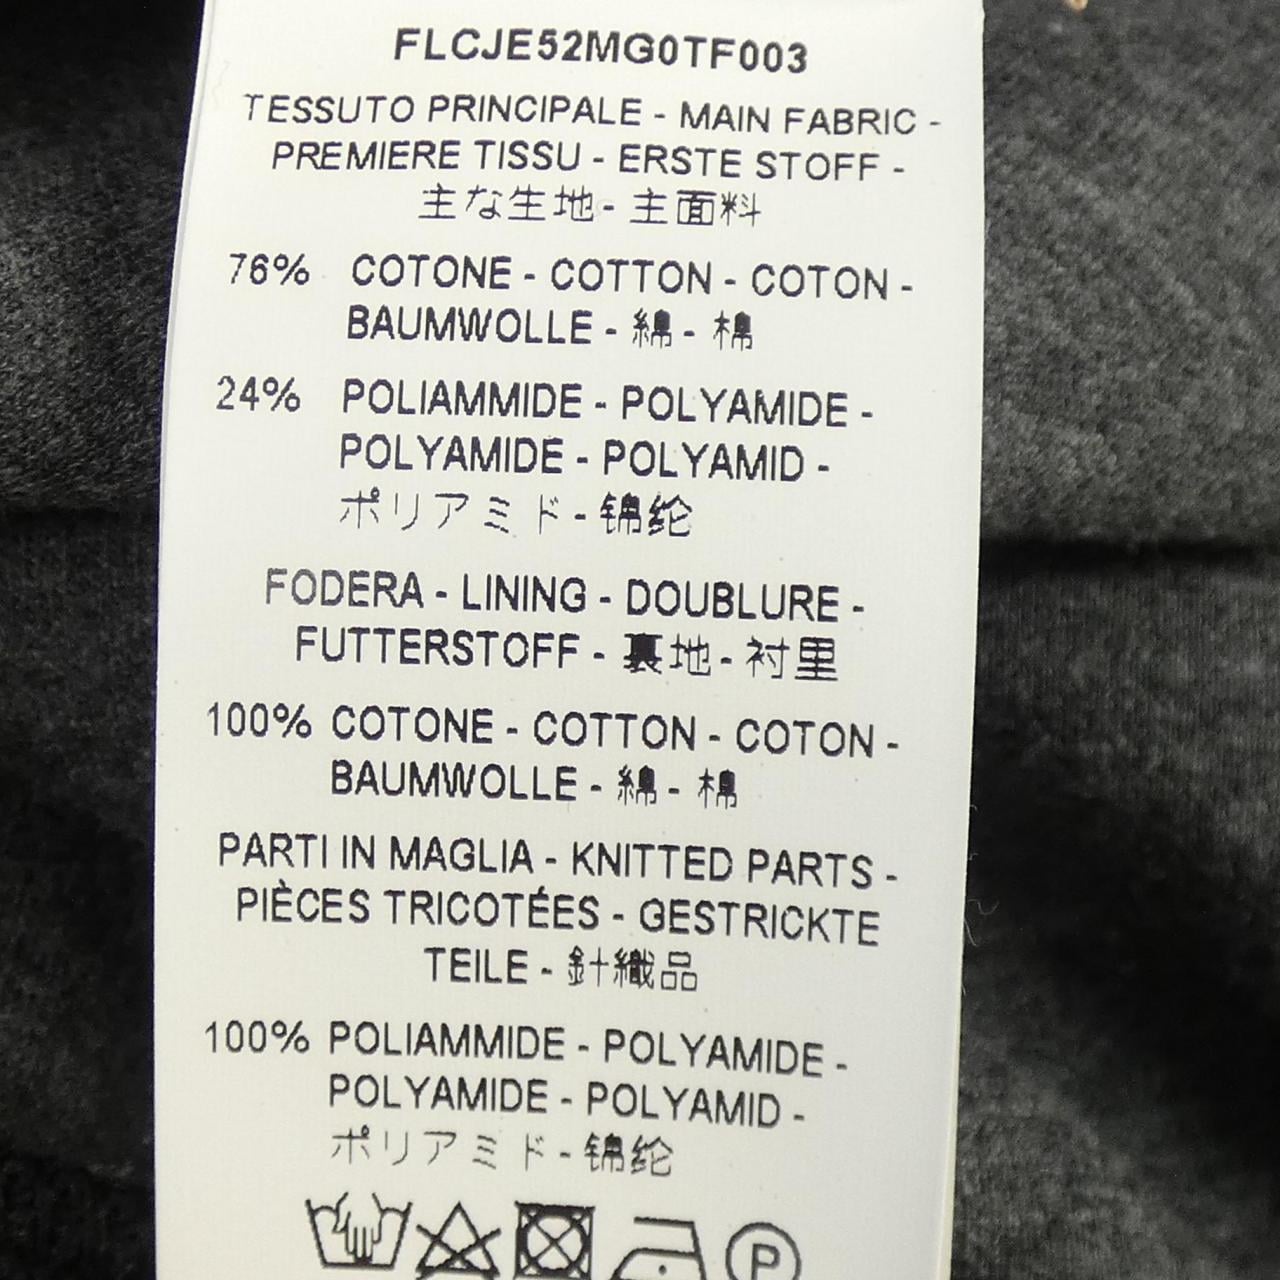 FLCJE52MG0TF003
TESSUTO PRINCIPALE - MAIN FABRIC -
PREMIERE TISSU - ERSTE STOFF -
主な生地 - 主面料
76% COTONE - COTTON - COTON -
BAUMWOLLE - 綿 - 棉
24% POLIAMMIDE - POLYAMIDE -
POLYAMIDE - POLYAMID -
ポリアミド - 锦纶
FODERA - LINING - DOUBLURE -
FUTTERSTOFF - 裏地 - 衬里
100% COTONE - COTTON - COTON -
BAUMWOLLE - 綿 - 棉
PARTI IN MAGLIA - KNITTED PARTS -
PIÈCES TRICOTÉES - GESTRICKTE
TEILE - 針織品
100% POLIAMMIDE - POLYAMIDE -
POLYAMIDE - POLYAMID -
ポリアミド - 锦纶
P